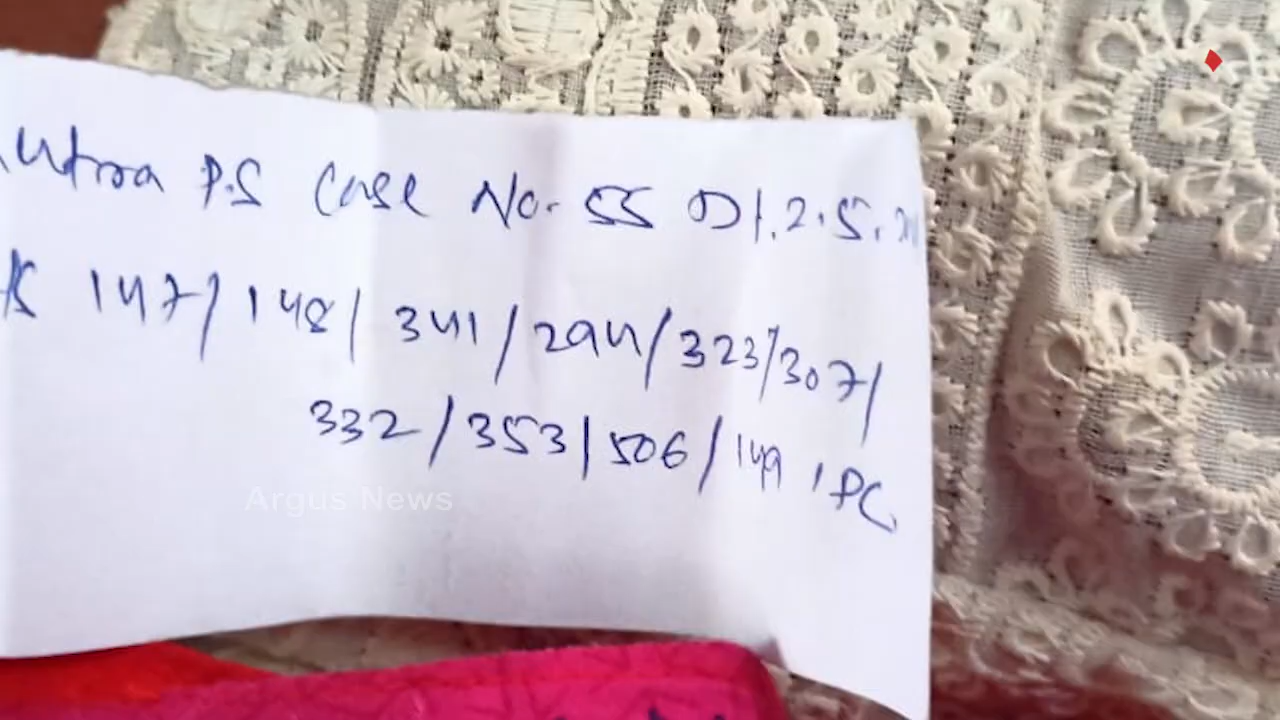 P.S Case No. 55 Dt. 2.5.
147/148/341/294/323/307/
332/353/506/149 IPC
Argus News